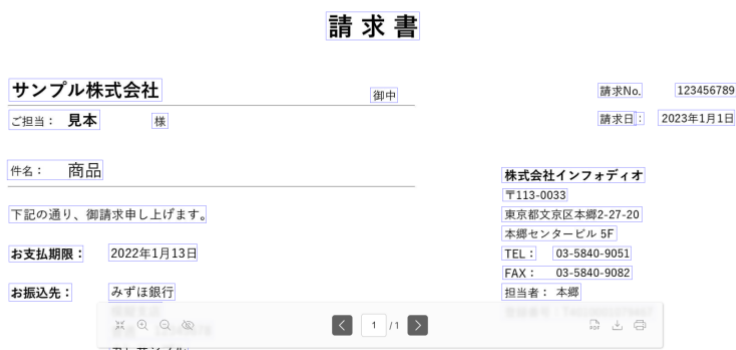 請求書
サンプル株式会社 御中
ご担当： 見本 様
件名： 商品
下記の通り、御請求申し上げます。
お支払期限： 2022年1月13日
お振込先： みずほ銀行
請求No. 123456789
請求日： 2023年1月1日
株式会社インフォディオ
〒113-0033
東京都文京区本郷2-27-20
本郷センタービル 5F
TEL： 03-5840-9051
FAX： 03-5840-9082
担当者： 本郷
1 / 1